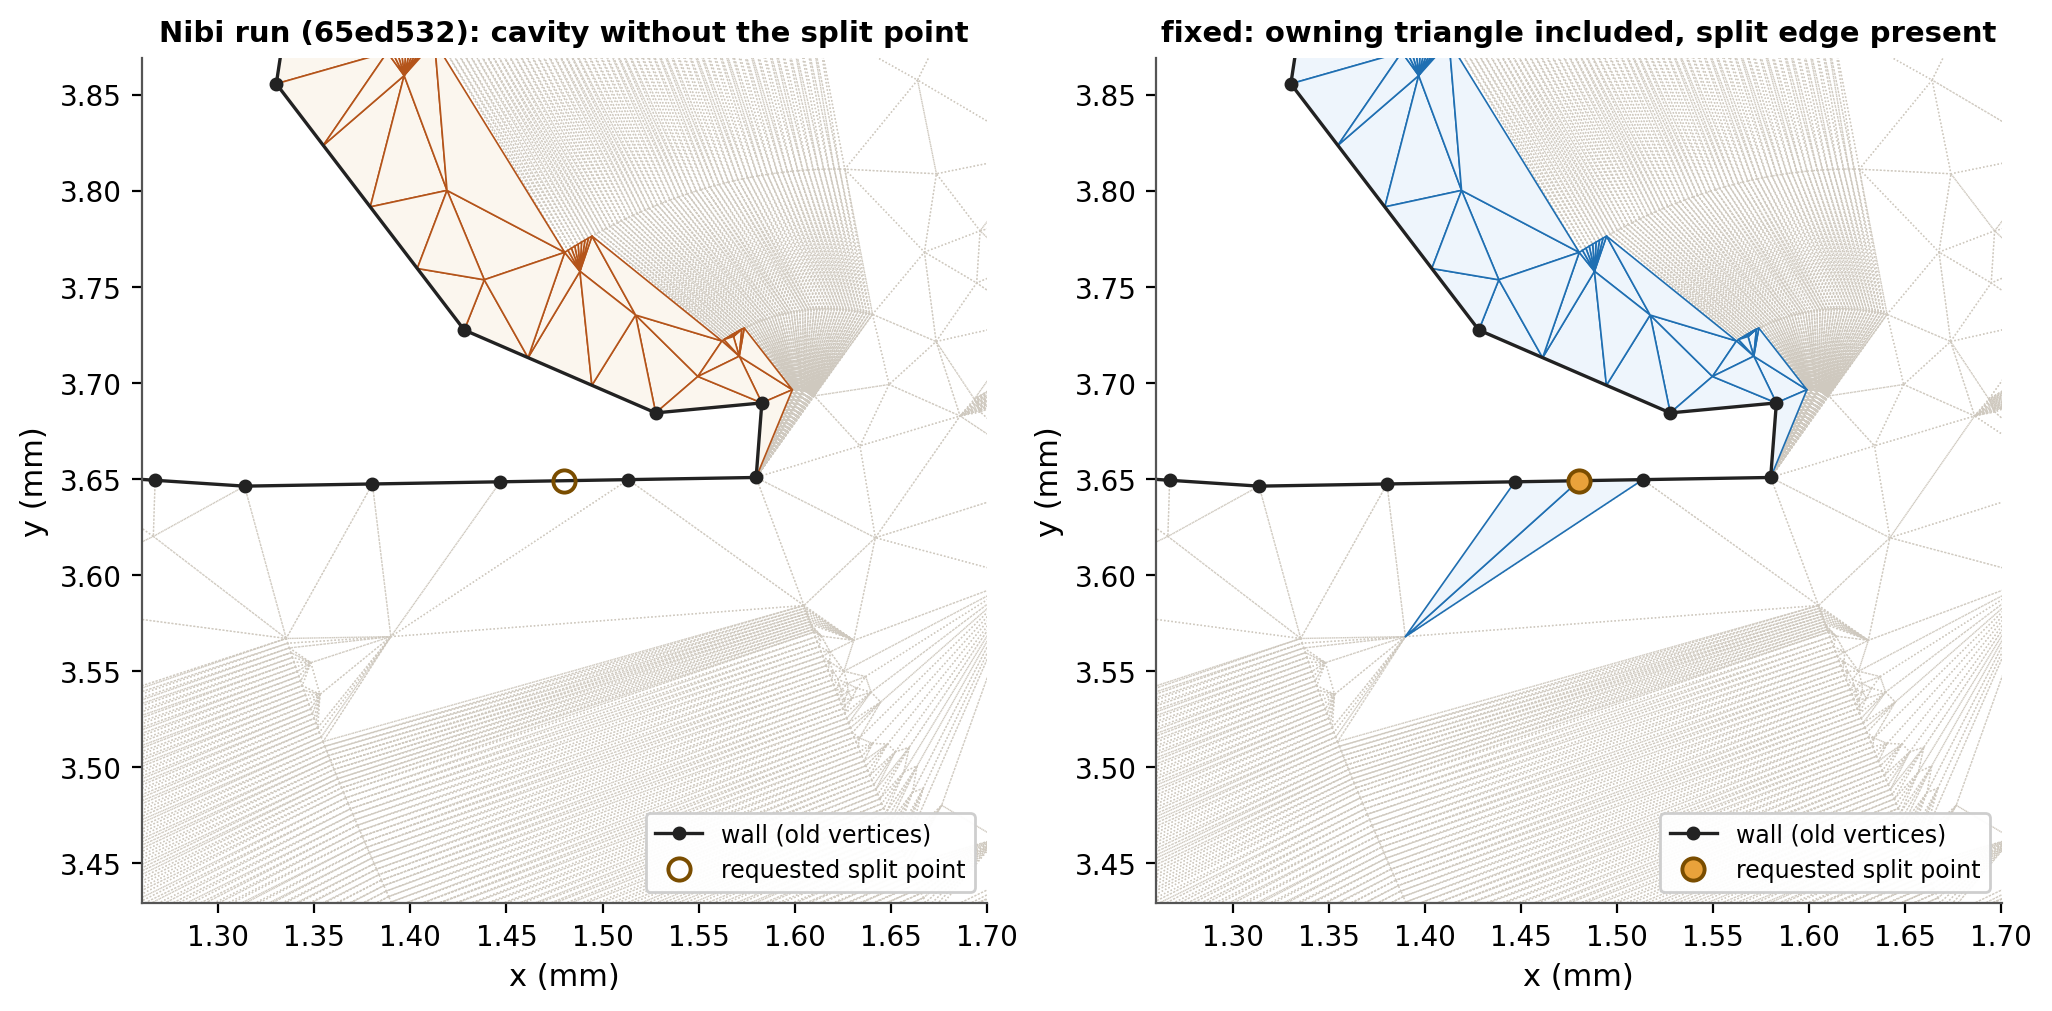 Nibi run (65ed532): cavity without the split point
3.85
3.80
3.75
3.70
3.65
3.60
3.55
3.50
3.45
y (mm)
1.30 1.35 1.40 1.45 1.50 1.55 1.60 1.65 1.70
x (mm)
wall (old vertices)
requested split point
fixed: owning triangle included, split edge present
3.85
3.80
3.75
3.70
3.65
3.60
3.55
3.50
3.45
y (mm)
1.30 1.35 1.40 1.45 1.50 1.55 1.60 1.65 1.70
x (mm)
wall (old vertices)
requested split point